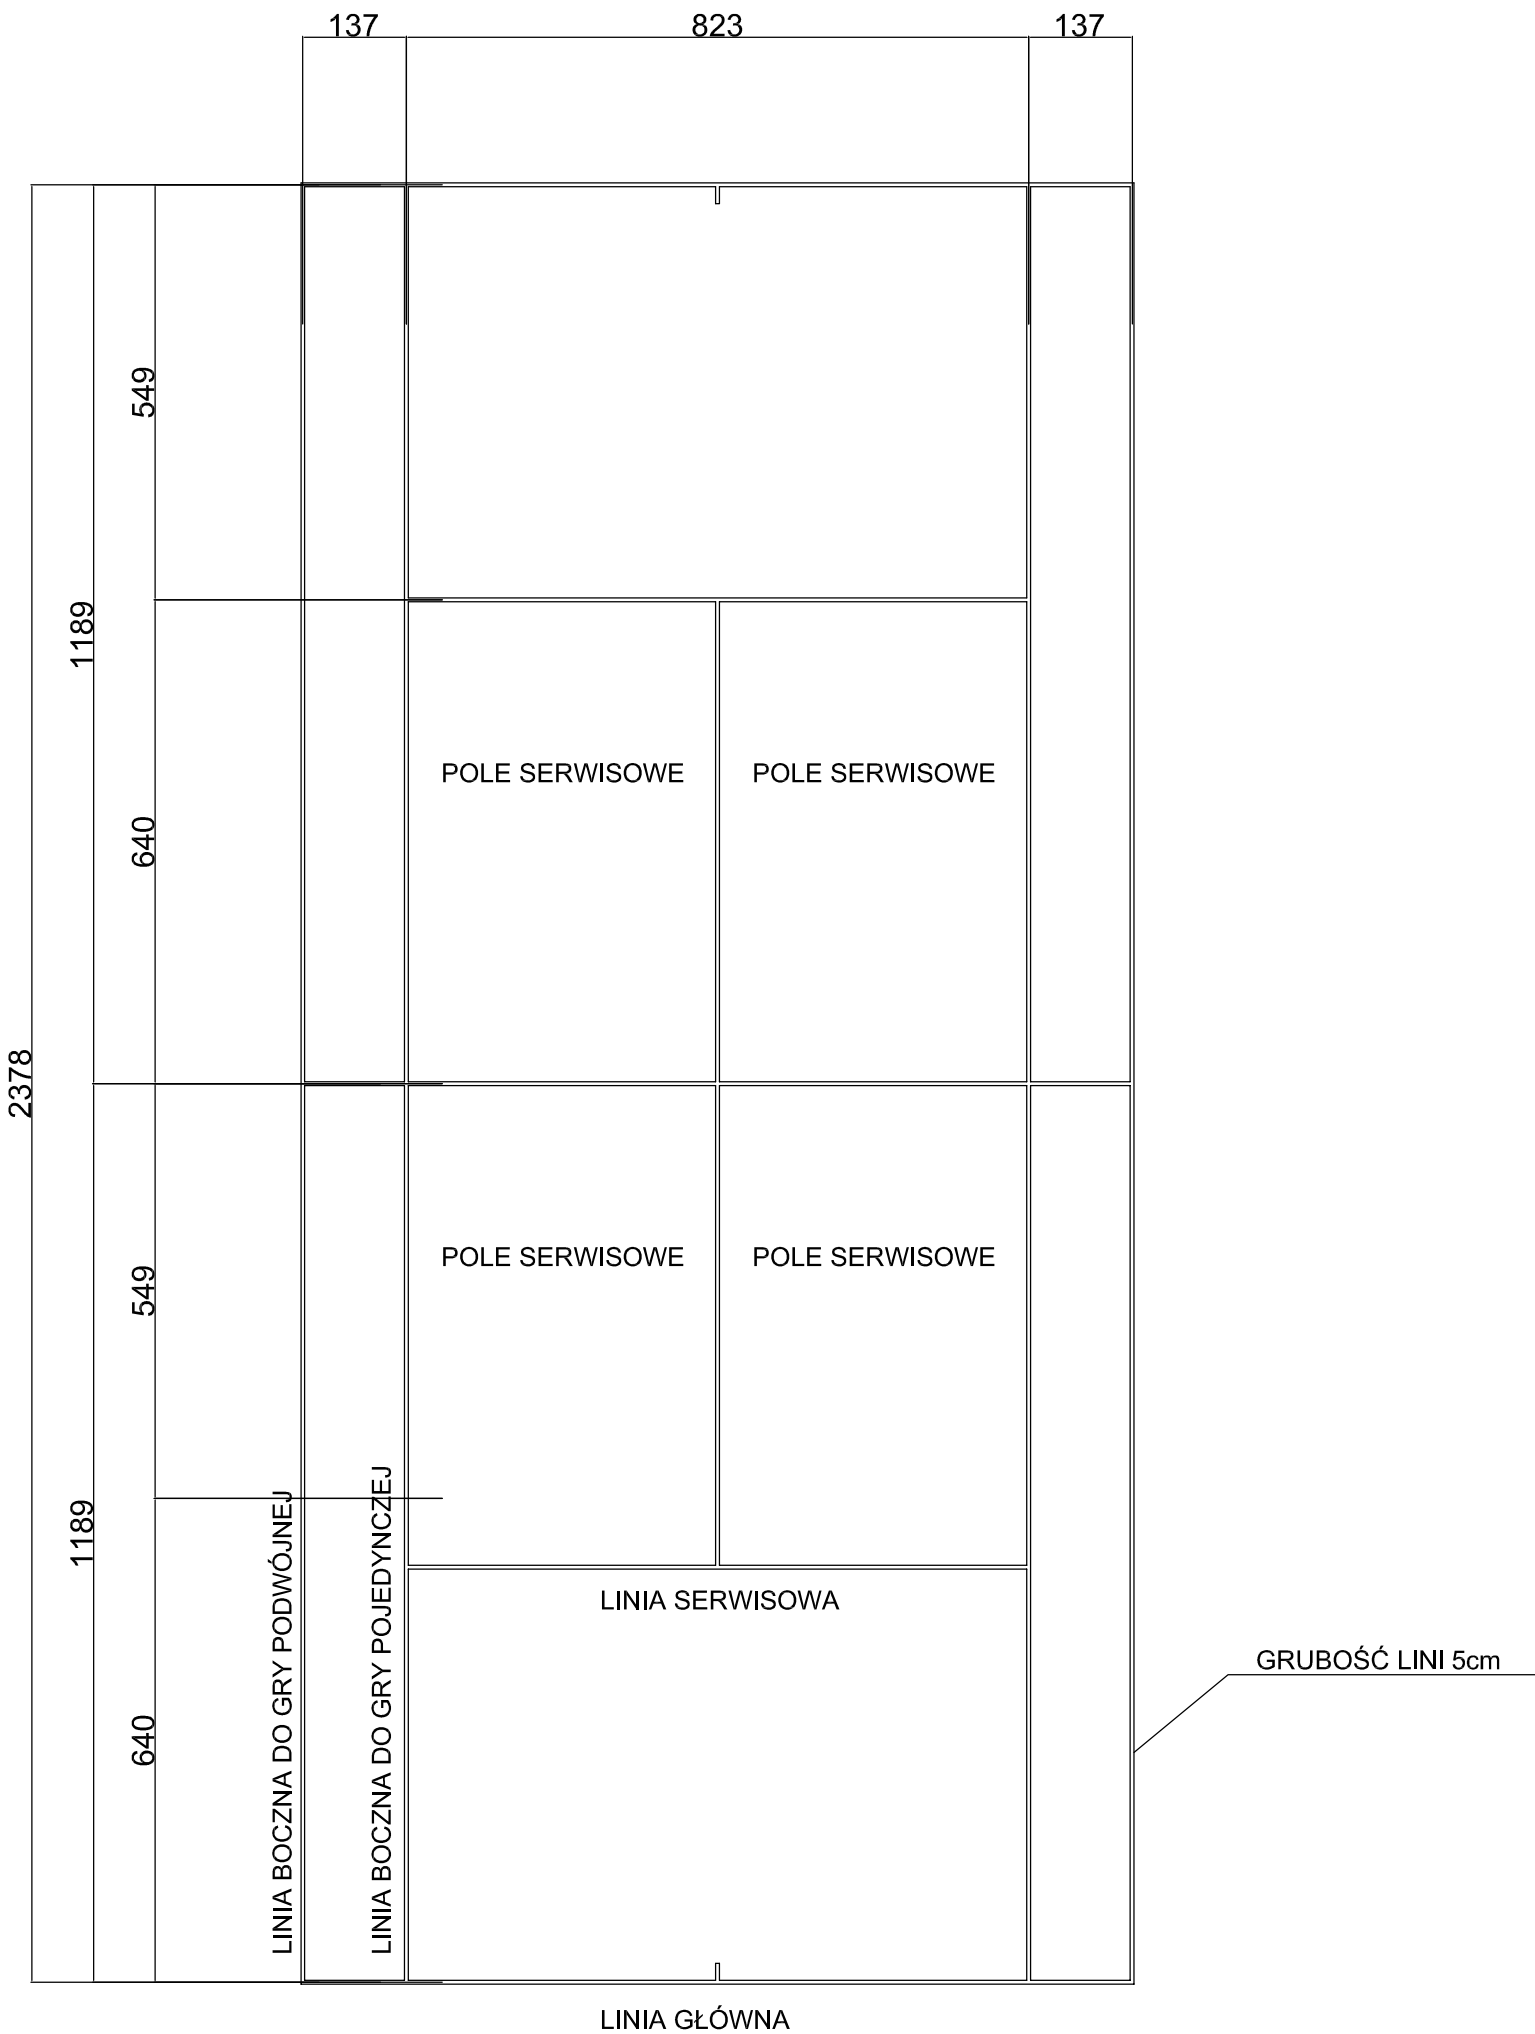 137
823
137
549
1189
640
POLE SERWISOWE
POLE SERWISOWE
2378
POLE SERWISOWE
POLE SERWISOWE
549
1189
LINIA BOCZNA DO GRY PODWÓJNEJ
LINIA BOCZNA DO GRY POJEDYNCZEJ
LINIA SERWISOWA
GRUBOŚĆ LINI 5cm
640
LINIA GŁÓWNA